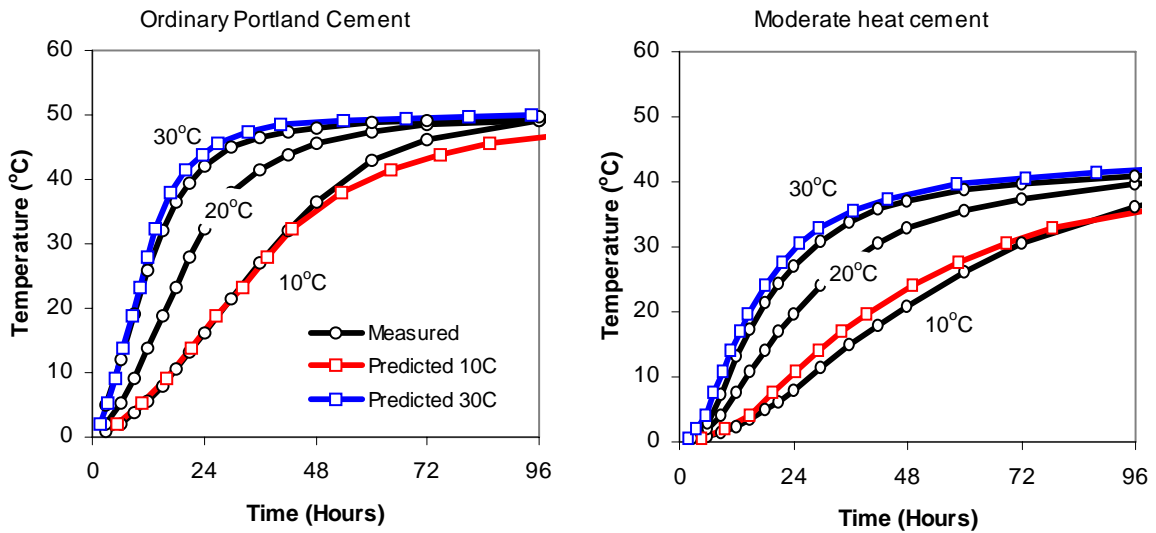 Ordinary Portland Cement
60
50
40
30
20
10
0
Temperature (°C)
30°C
20°C
10°C
Measured
Predicted 10C
Predicted 30C
0 24 48 72 96
Time (Hours)
Moderate heat cement
60
50
40
30
20
10
0
Temperature (°C)
30°C
20°C
10°C
0 24 48 72 96
Time (Hours)